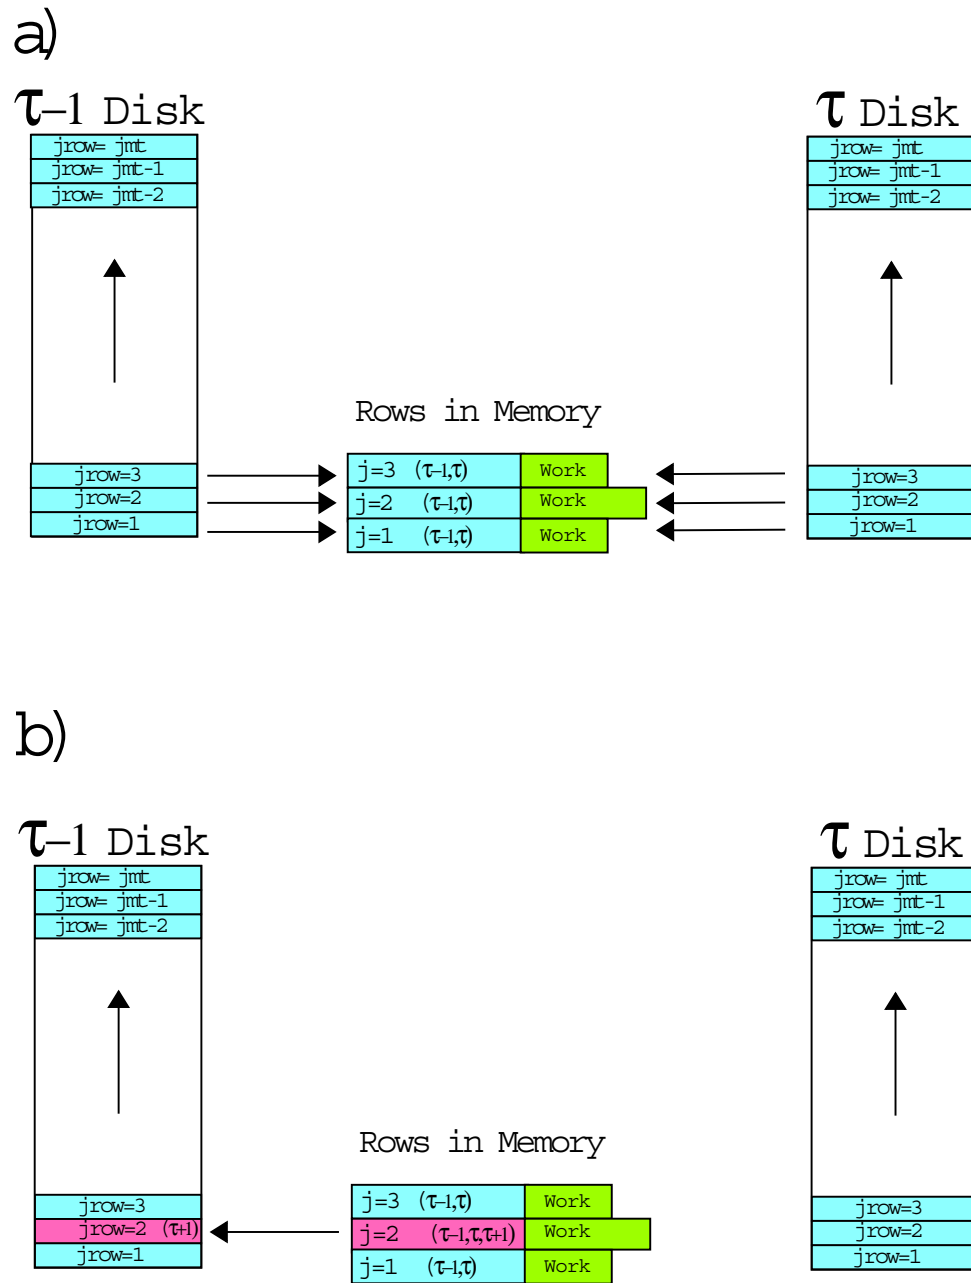 a)
τ–1 Disk
τ Disk
jrow= jmt
jrow= jmt-1
jrow= jmt-2
jrow= jmt
jrow= jmt-1
jrow= jmt-2
Rows in Memory
jrow=3
jrow=2
jrow=1
j=3 (τ–1,τ) Work
j=2 (τ–1,τ) Work
j=1 (τ–1,τ) Work
jrow=3
jrow=2
jrow=1
b)
τ–1 Disk
τ Disk
jrow= jmt
jrow= jmt-1
jrow= jmt-2
jrow= jmt
jrow= jmt-1
jrow= jmt-2
Rows in Memory
jrow=3
jrow=2 (τ+1)
jrow=1
j=3 (τ–1,τ) Work
j=2 (τ–1,τ,τ+1) Work
j=1 (τ–1,τ) Work
jrow=3
jrow=2
jrow=1